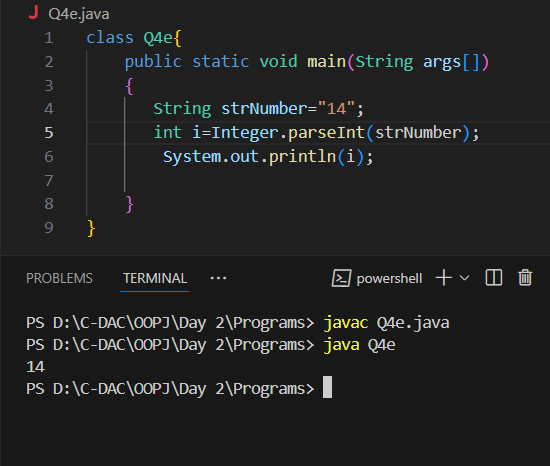 J Q4e.java
1 class Q4e{
2 public static void main(String args[])
3 {
4 String strNumber="14";
5 int i=Integer.parseInt(strNumber);
6 System.out.println(i);
7
8 }
9 }
PROBLEMS TERMINAL ··· powershell
PS D:\C-DAC\OOPJ\Day 2\Programs> javac Q4e.java
PS D:\C-DAC\OOPJ\Day 2\Programs> java Q4e
14
PS D:\C-DAC\OOPJ\Day 2\Programs>